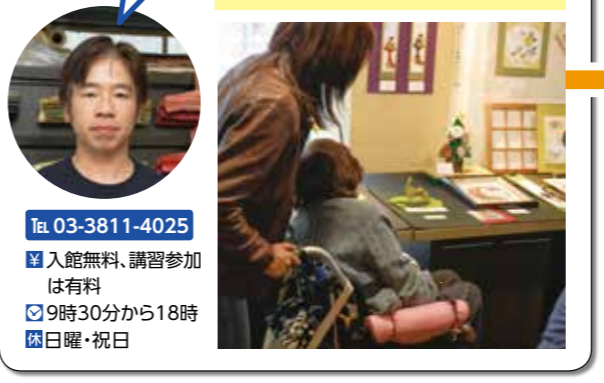 ℡ 03-3811-4025
¥ 入館無料、講習参加
は有料
9時30分から18時
休 日曜・祝日